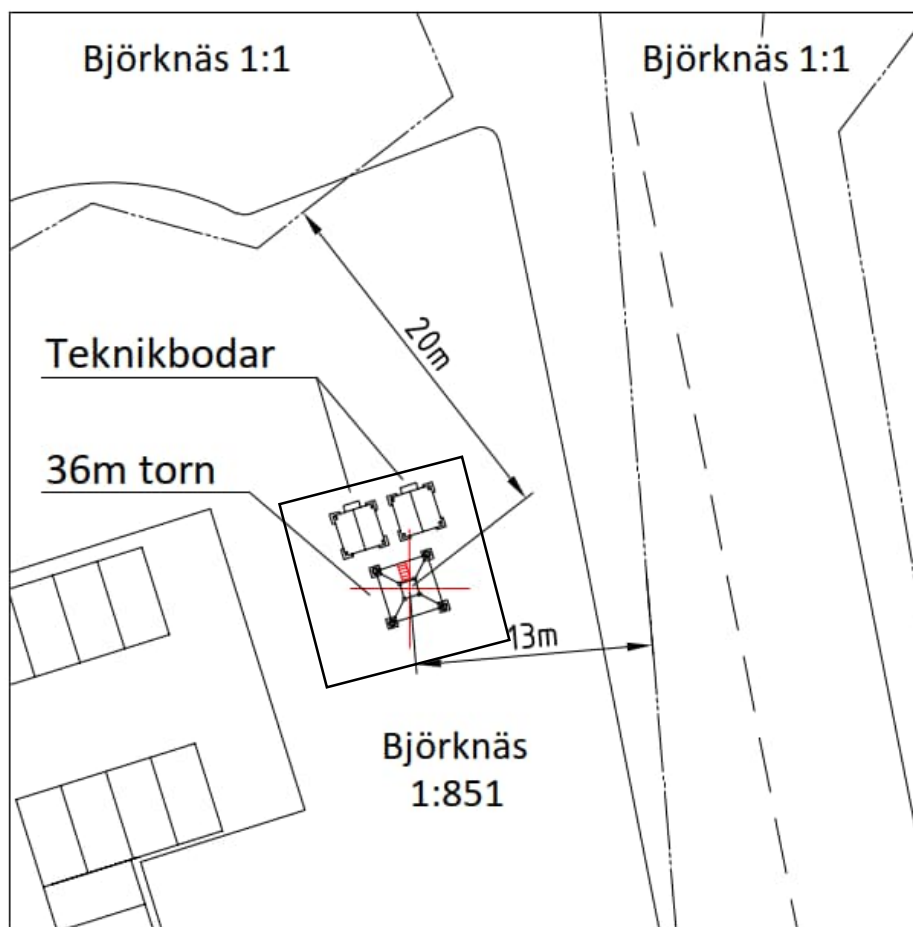 Björknäs 1:1
Björknäs 1:1
20m
Teknikbodar
36m torn
13m
Björknäs
1:851